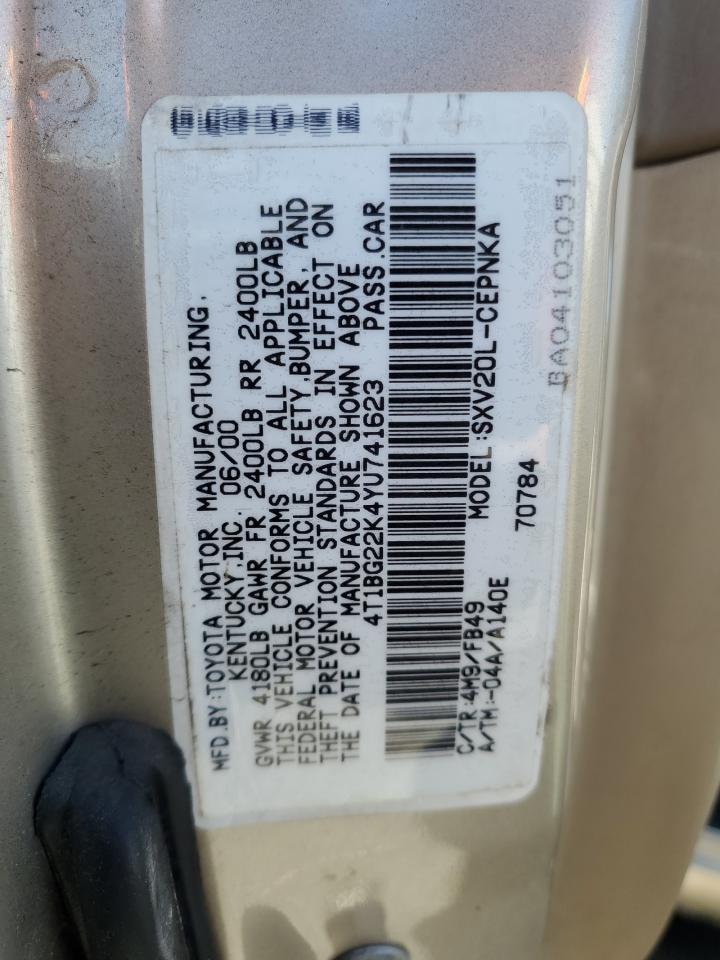 MFD.BY:TOYOTA MOTOR MANUFACTURING,
KENTUCKY,INC. 06/00
GVWR 4180LB GAWR FR 2400LB RR 2400LB
THIS VEHICLE CONFORMS TO ALL APPLICABLE
FEDERAL MOTOR VEHICLE SAFETY,BUMPER, AND
THEFT PREVENTION STANDARDS IN EFFECT ON
THE DATE OF MANUFACTURE SHOWN ABOVE
4T1BG22K4YU741623 PASS.CAR
C/TR:4M9/FB49 MODEL:SXV20L-CEPNKA
A/TM:-04A/A140E 70784
BA04103051